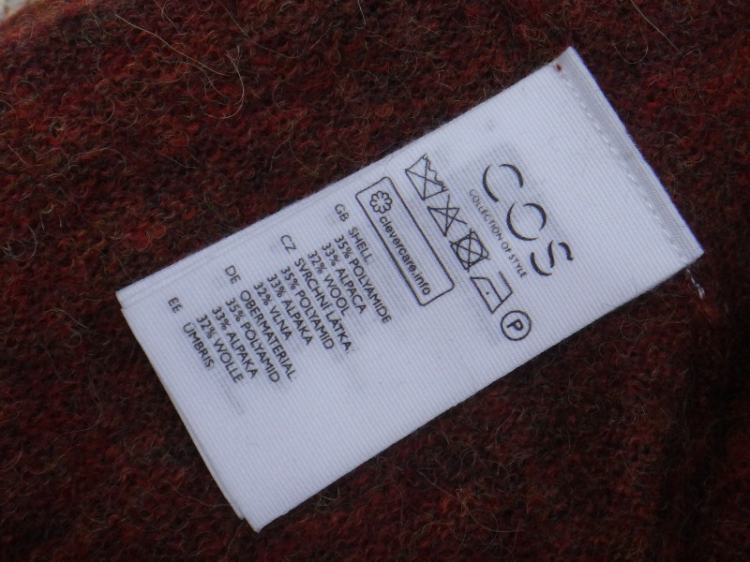 COS
COLLECTION OF STYLE
P
clevercare.info
GB SHELL
35% POLYAMIDE
33% ALPACA
32% WOOL
CZ SVRCHNI LÁTKA
35% POLYAMID
33% ALPAKA
32% VLNA
DE OBERMATERIAL
35% POLYAMID
33% ALPAKA
32% WOLLE
EE ÜMBRIS: